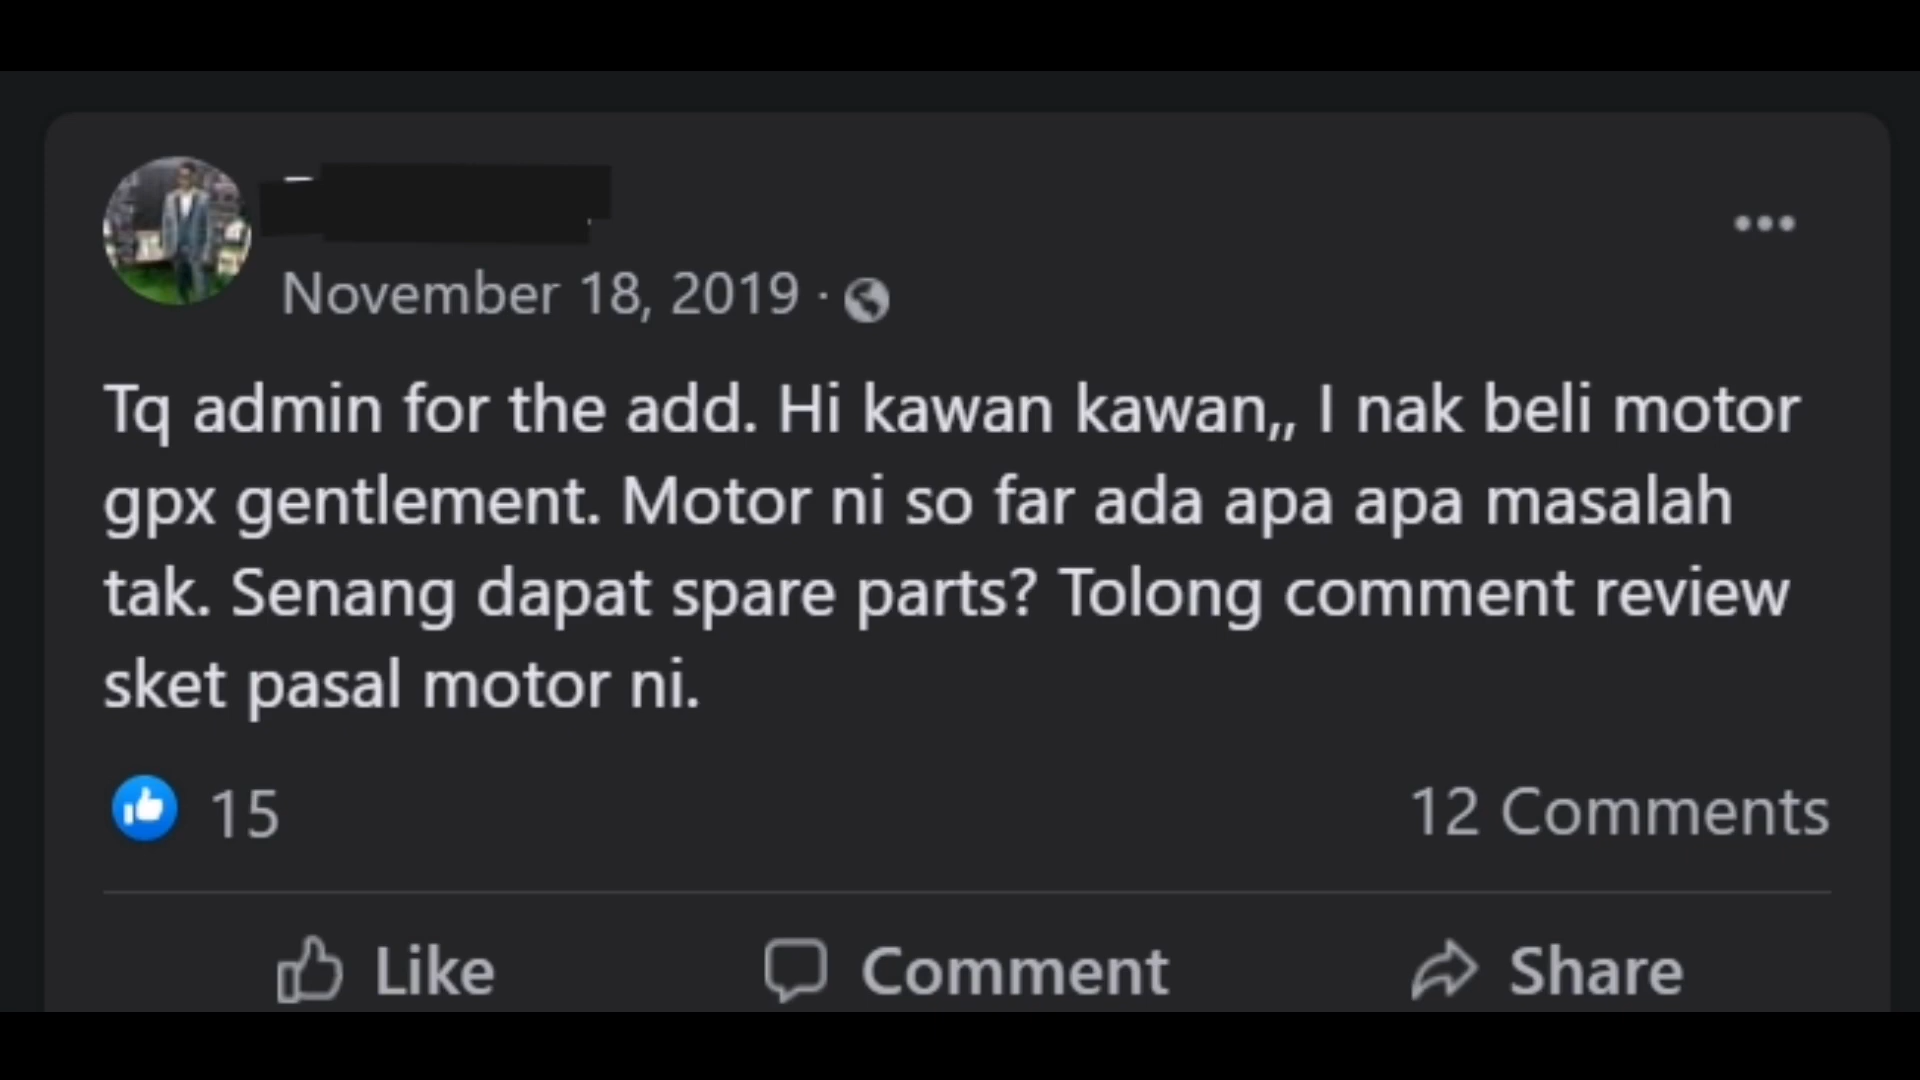 November 18, 2019 ·
Tq admin for the add. Hi kawan kawan,, I nak beli motor
gpx gentlement. Motor ni so far ada apa apa masalah
tak. Senang dapat spare parts? Tolong comment review
sket pasal motor ni.
15
12 Comments
Like
Comment
Share